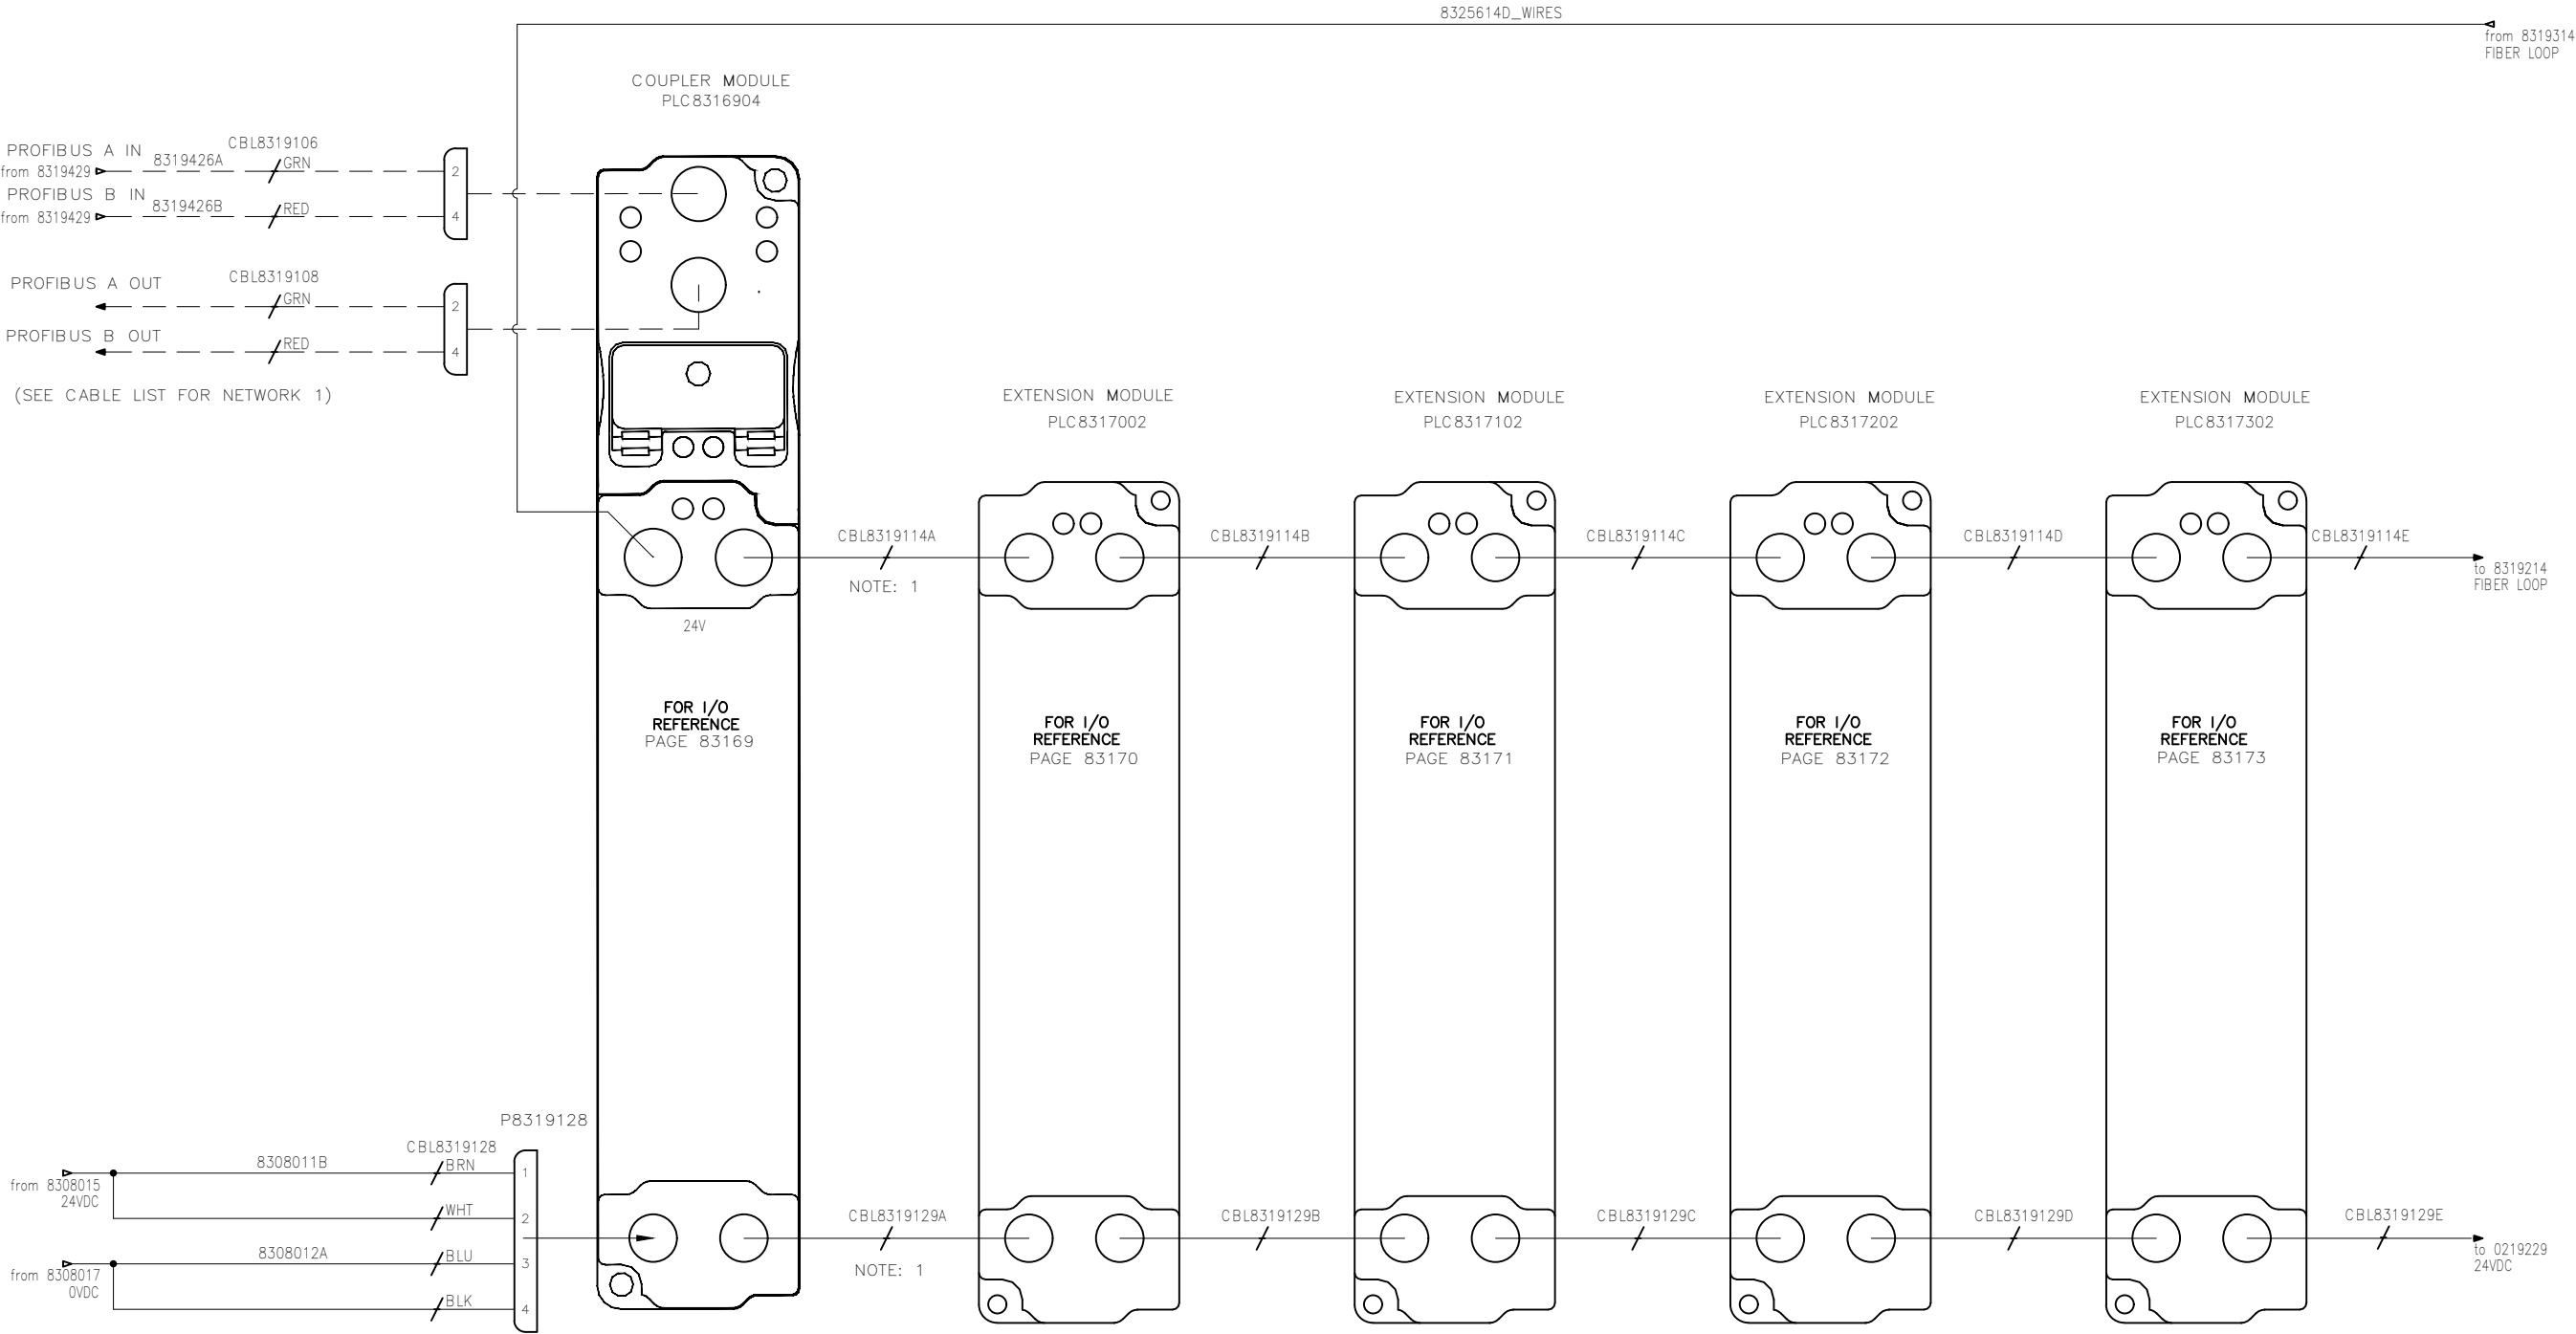 8325614D_WIRES
from 8319314
FIBER LOOP
COUPLER MODULE
PLC8316904
PROFIBUS A IN
from 8319429
8319426A
CBL8319106
GRN
2
PROFIBUS B IN
from 8319429
8319426B
RED
4
PROFIBUS A OUT
CBL8319108
GRN
2
PROFIBUS B OUT
RED
4
(SEE CABLE LIST FOR NETWORK 1)
EXTENSION MODULE
PLC8317002
EXTENSION MODULE
PLC8317102
EXTENSION MODULE
PLC8317202
EXTENSION MODULE
PLC8317302
CBL8319114A
NOTE: 1
CBL8319114B
CBL8319114C
CBL8319114D
CBL8319114E
to 8319214
FIBER LOOP
24V
FOR I/O
REFERENCE
PAGE 83169
FOR I/O
REFERENCE
PAGE 83170
FOR I/O
REFERENCE
PAGE 83171
FOR I/O
REFERENCE
PAGE 83172
FOR I/O
REFERENCE
PAGE 83173
P8319128
CBL8319128
from 8308015
24VDC
8308011B
BRN
1
WHT
2
from 8308017
0VDC
8308012A
BLU
3
BLK
4
CBL8319129A
NOTE: 1
CBL8319129B
CBL8319129C
CBL8319129D
CBL8319129E
to 0219229
24VDC